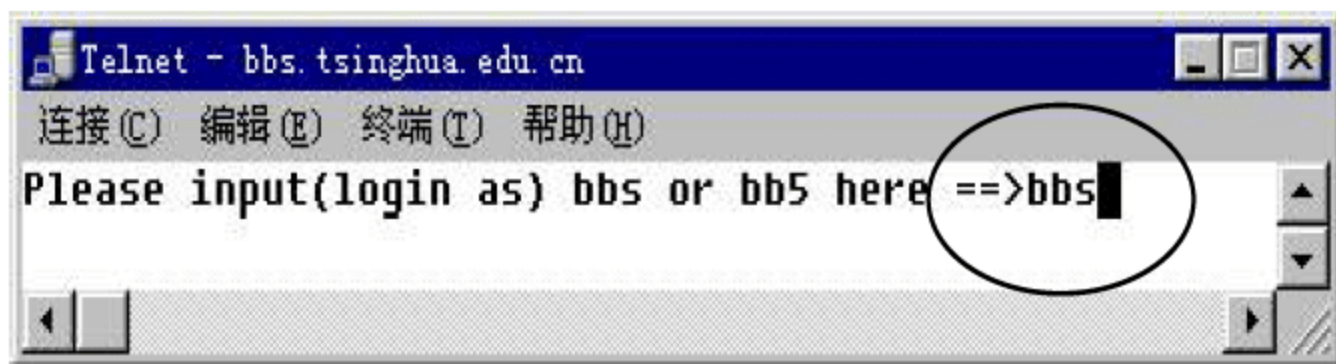 Telnet - bbs.tsinghua.edu.cn
连接(C) 编辑(E) 终端(T) 帮助(H)
Please input(login as) bbs or bb5 here ==>bbs